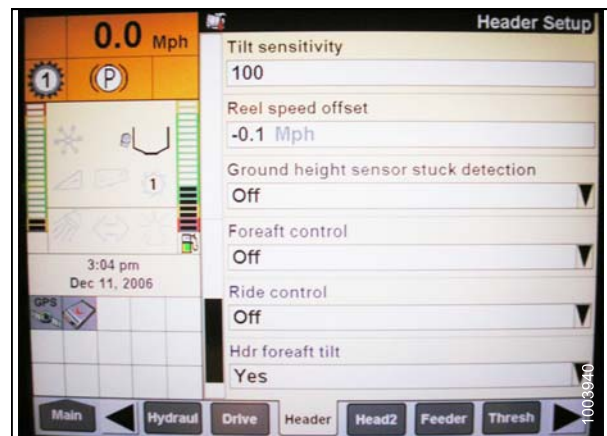 0.0 Mph
Header Setup
1
(P)
Tilt sensitivity
100
Reel speed offset
-0.1 Mph
Ground height sensor stuck detection
Off
1
Foreaft control
Off
3:04 pm
Dec 11, 2006
Ride control
Off
GPS
Hdr foreaft tilt
Yes
Main
Hydraul
Drive
Header
Head2
Feeder
Thresh
1003940